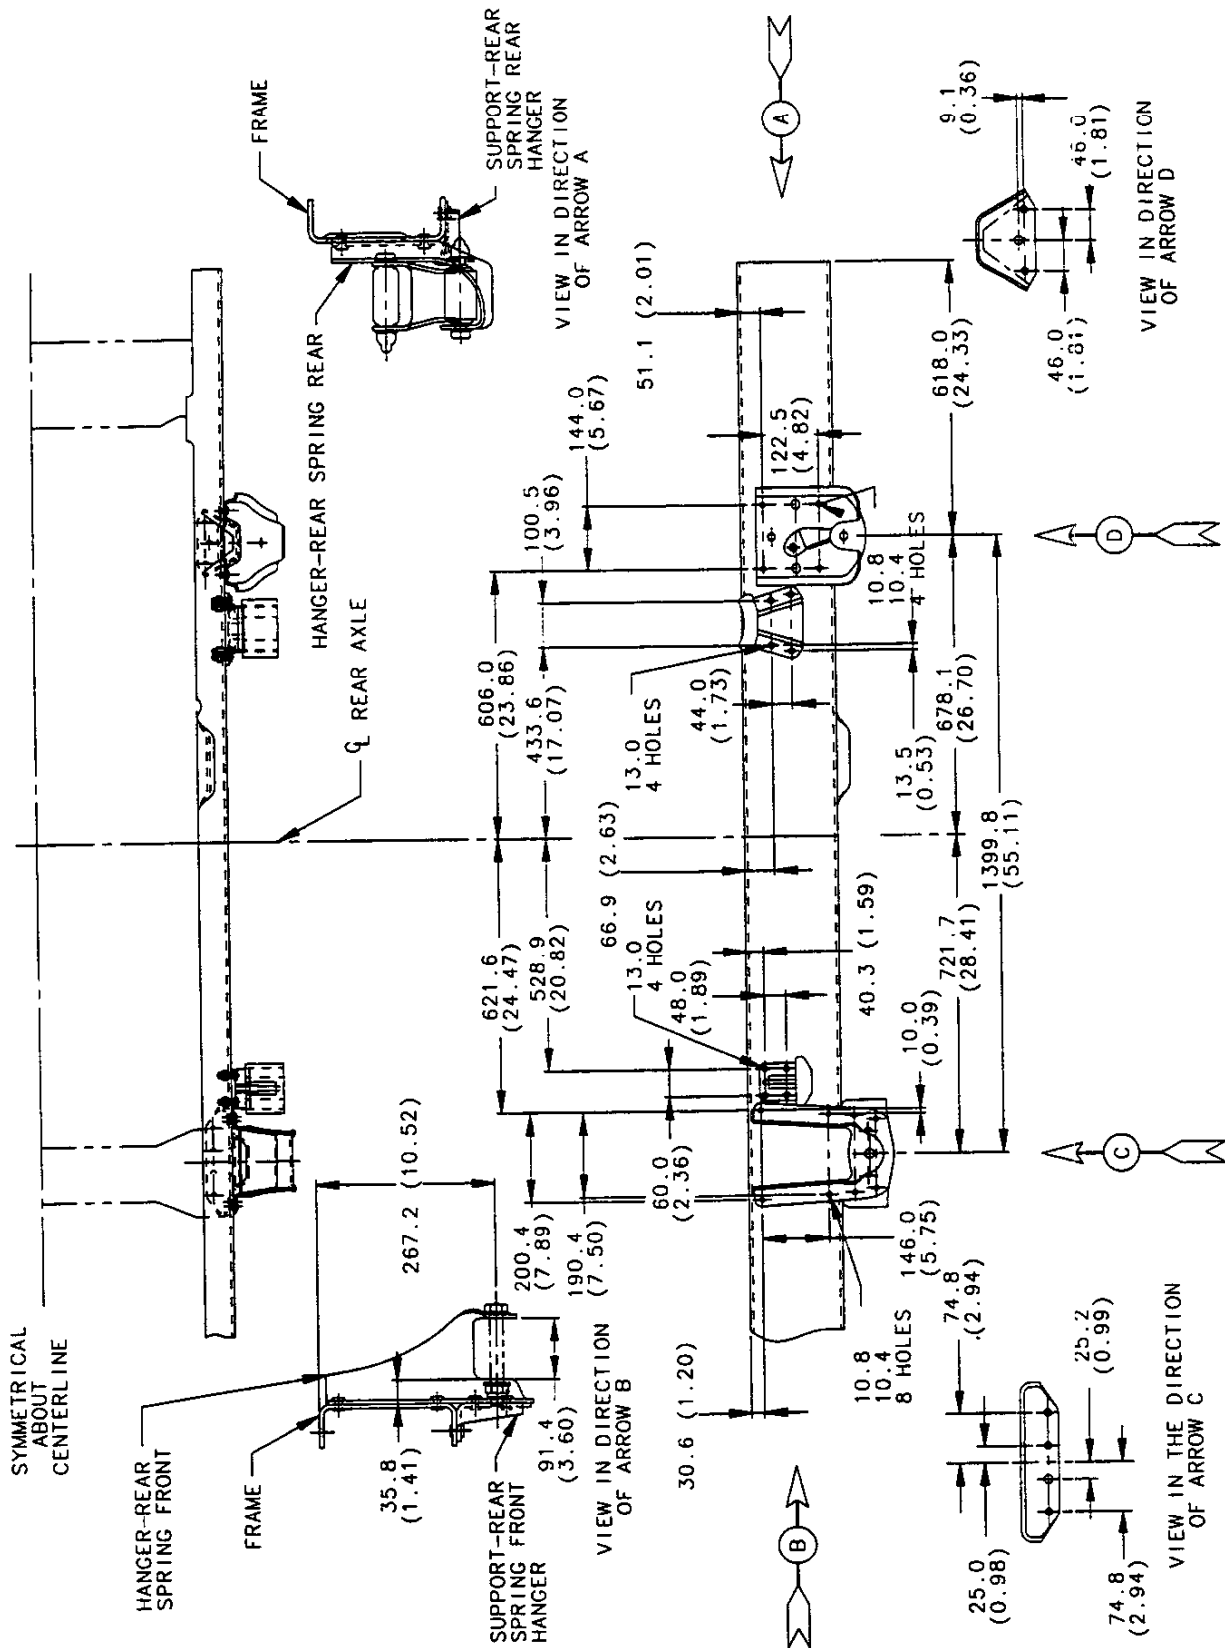 SYMMETRICAL
ABOUT
CENTERLINE
HANGER-REAR
SPRING FRONT
FRAME
267.2 (10.52)
35.8
(1.41)
91.4
(3.60)
SUPPORT-REAR
SPRING FRONT
HANGER
VIEW IN DIRECTION
OF ARROW B
HANGER-REAR SPRING REAR
FRAME
SUPPORT-REAR
SPRING REAR
HANGER
VIEW IN DIRECTION
OF ARROW A
℄ REAR AXLE
621.6
(24.47)
606.0
(23.86)
528.9
(20.82)
433.6
(17.07)
100.5
(3.96)
144.0
(5.67)
200.4
(7.89)
190.4
(7.50)
60.0
(2.36)
66.9 (2.63)
13.0
4 HOLES
48.0
(1.89)
13.0
4 HOLES
44.0
(1.73)
51.1 (2.01)
122.5
(4.82)
30.6 (1.20)
10.8
10.4
8 HOLES
146.0
(5.75)
40.3 (1.59)
10.0
(0.39)
10.8
10.4
4 HOLES
13.5
(0.53)
721.7
(28.41)
678.1
(26.70)
618.0
(24.33)
1399.8
(55.11)
A
B
C
D
74.8
(2.94)
25.2
(0.99)
25.0
(0.98)
74.8
(2.94)
VIEW IN THE DIRECTION
OF ARROW C
9.1
(0.36)
46.0
(1.81)
46.0
(1.81)
VIEW IN DIRECTION
OF ARROW D